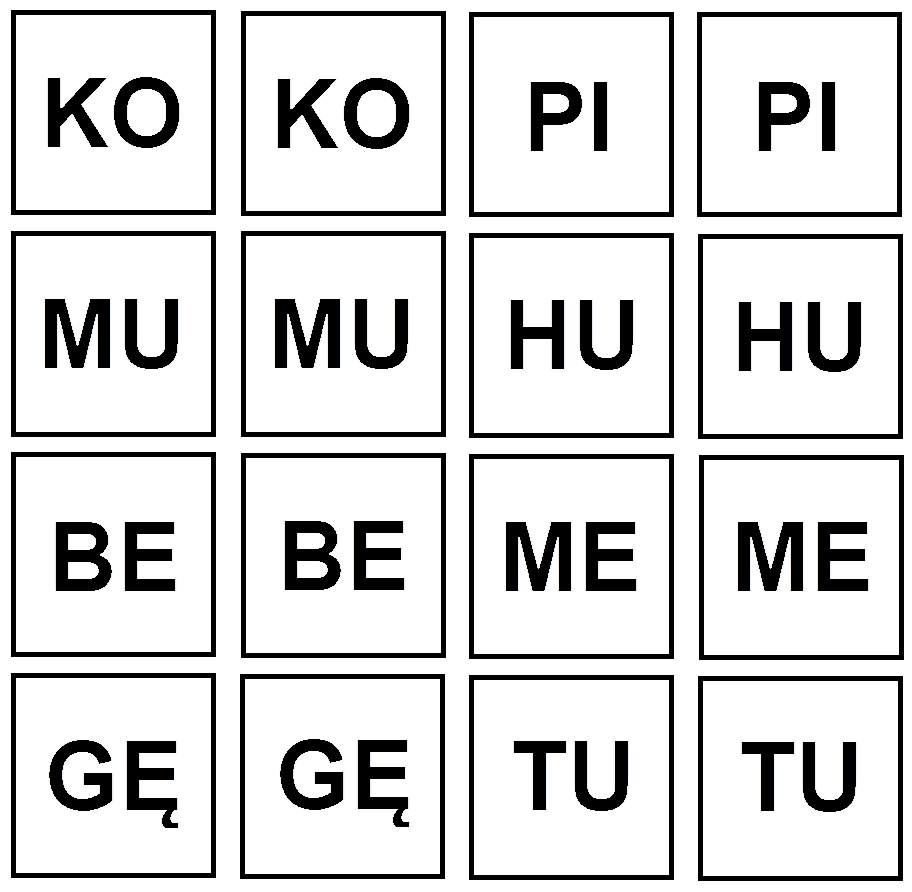 KO KO PI PI
MU MU HU HU
BE BE ME ME
GĘ GĘ TU TU